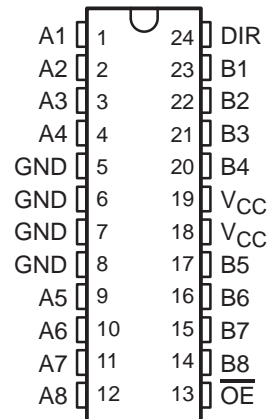 A1 1 24 DIR
A2 2 23 B1
A3 3 22 B2
A4 4 21 B3
GND 5 20 B4
GND 6 19 VCC
GND 7 18 VCC
GND 8 17 B5
A5 9 16 B6
A6 10 15 B7
A7 11 14 B8
A8 12 13 O̅E̅